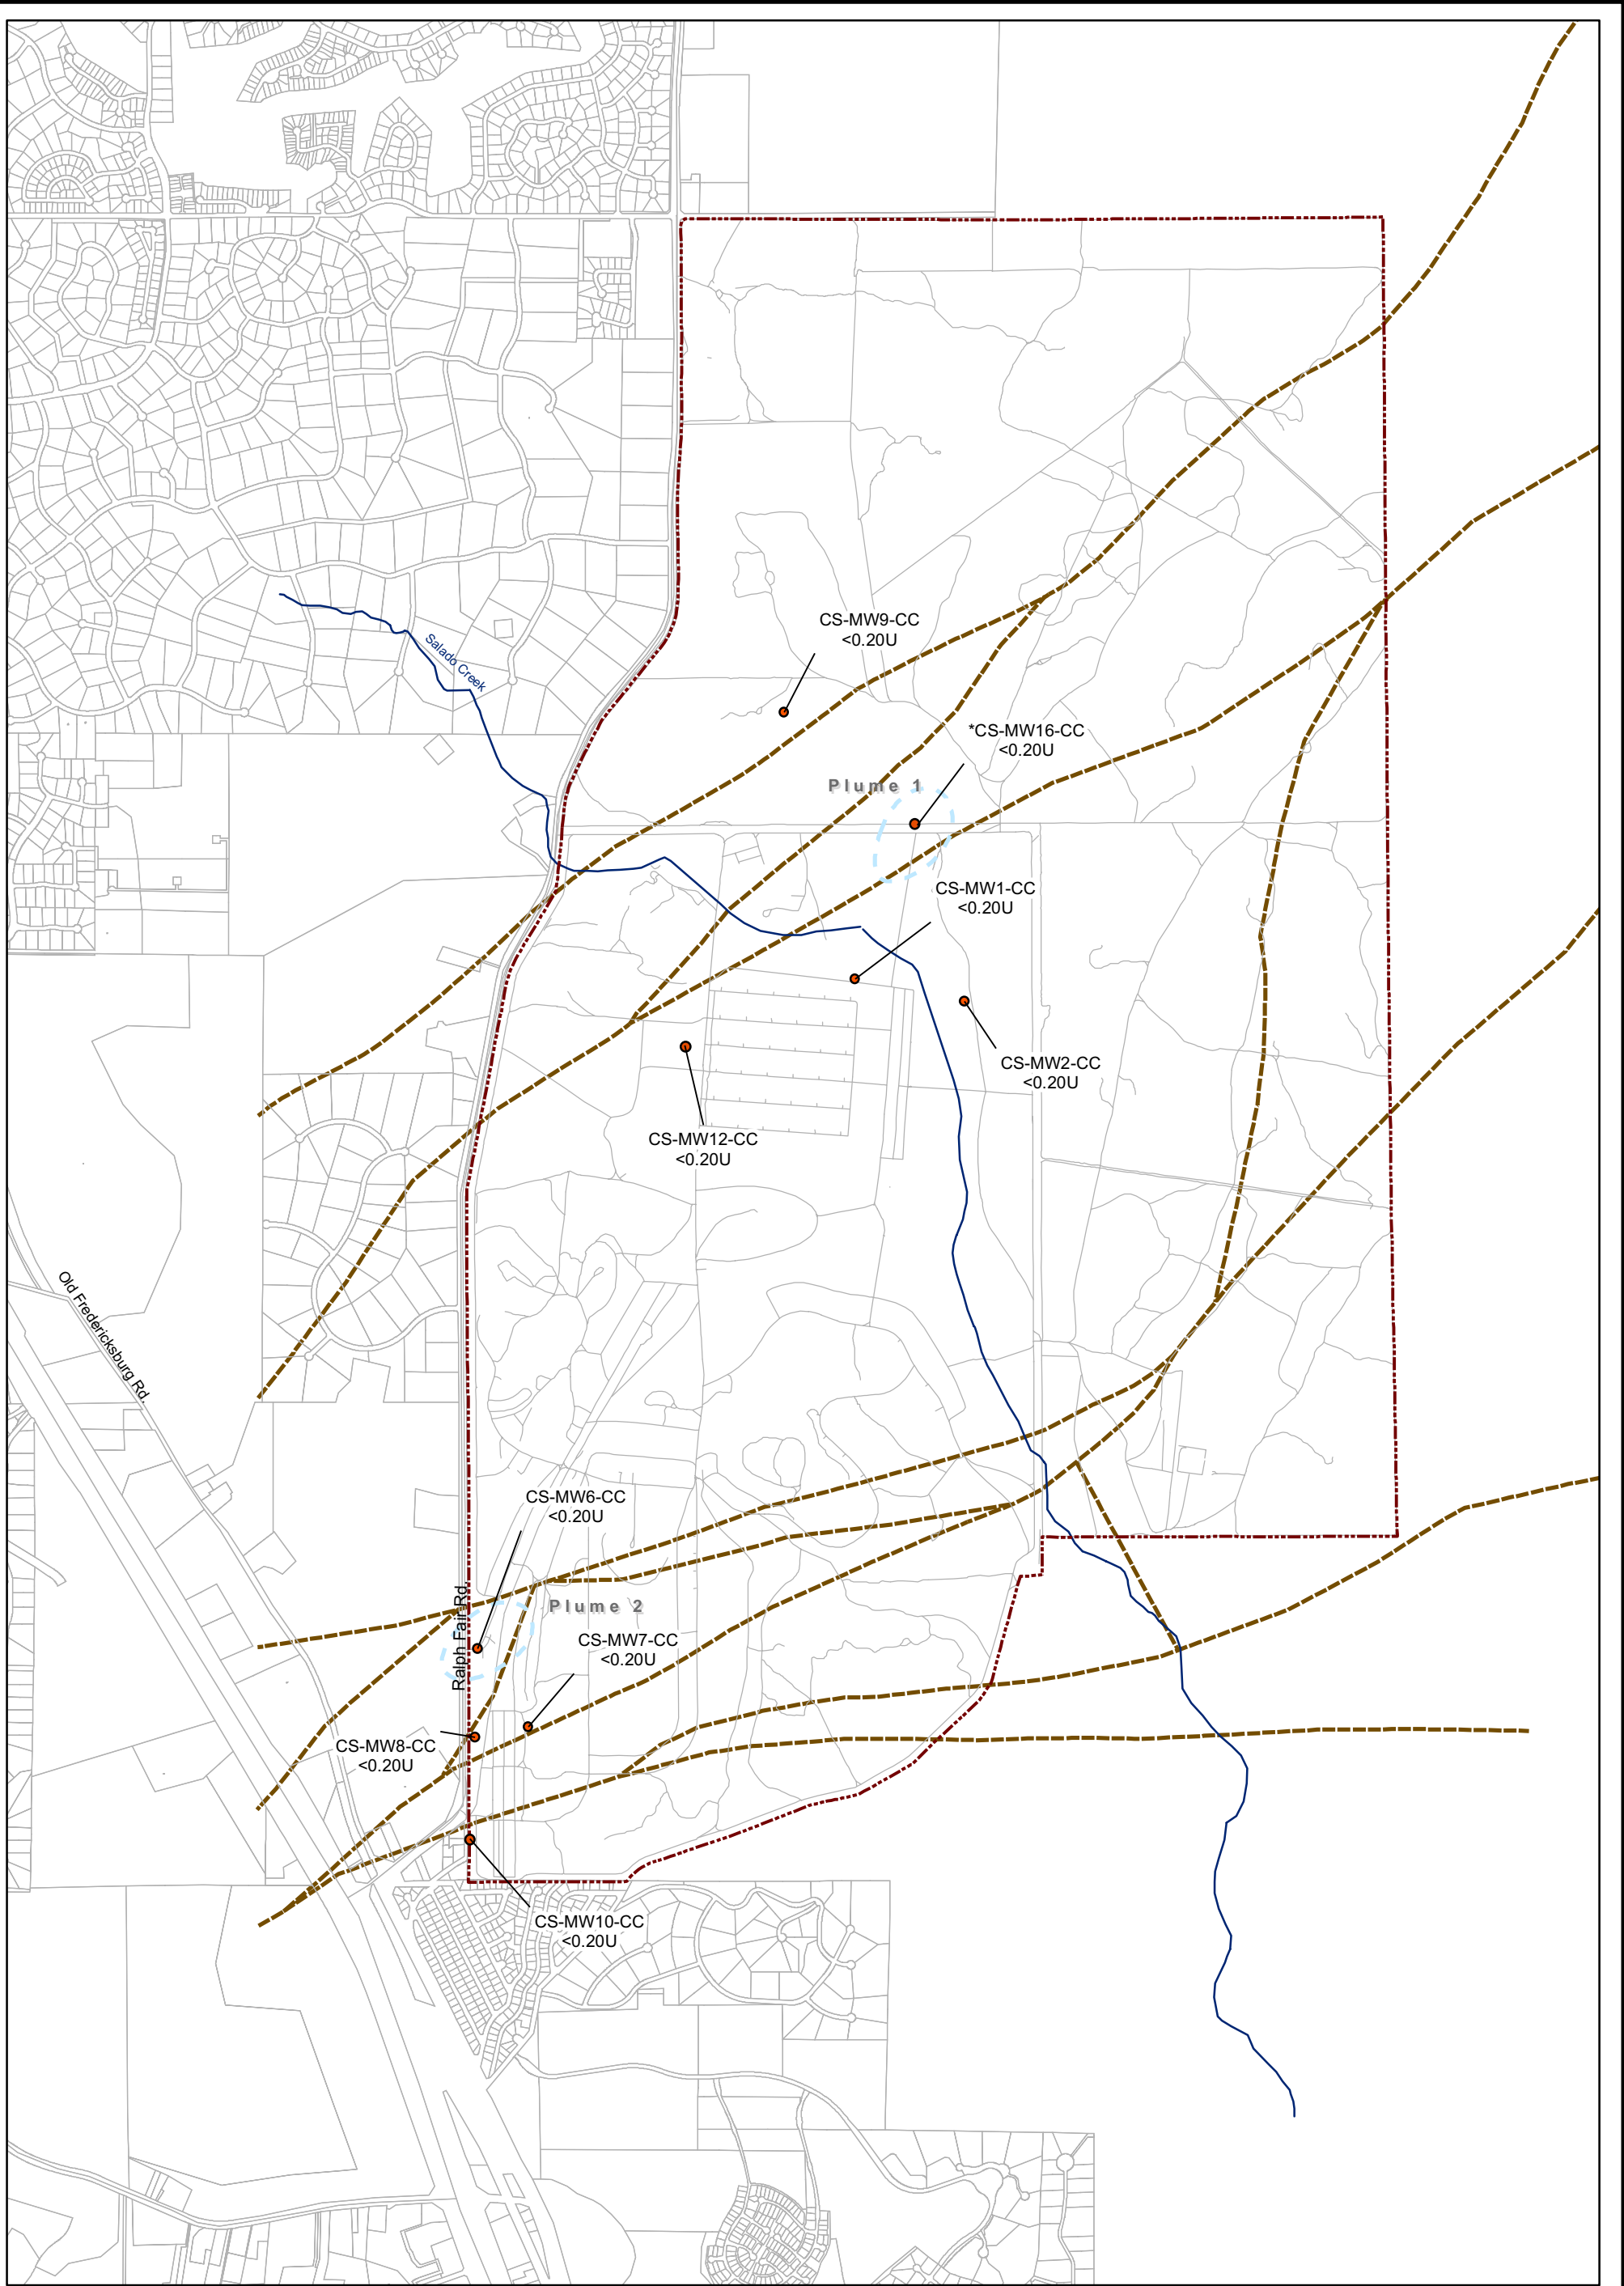 CS-MW9-CC
<0.20U
Salado Creek
*CS-MW16-CC
<0.20U
Plume 1
CS-MW1-CC
<0.20U
CS-MW2-CC
<0.20U
CS-MW12-CC
<0.20U
Old Fredericksburg Rd.
CS-MW6-CC
<0.20U
Ralph Fair Rd.
Plume 2
CS-MW7-CC
<0.20U
CS-MW8-CC
<0.20U
CS-MW10-CC
<0.20U